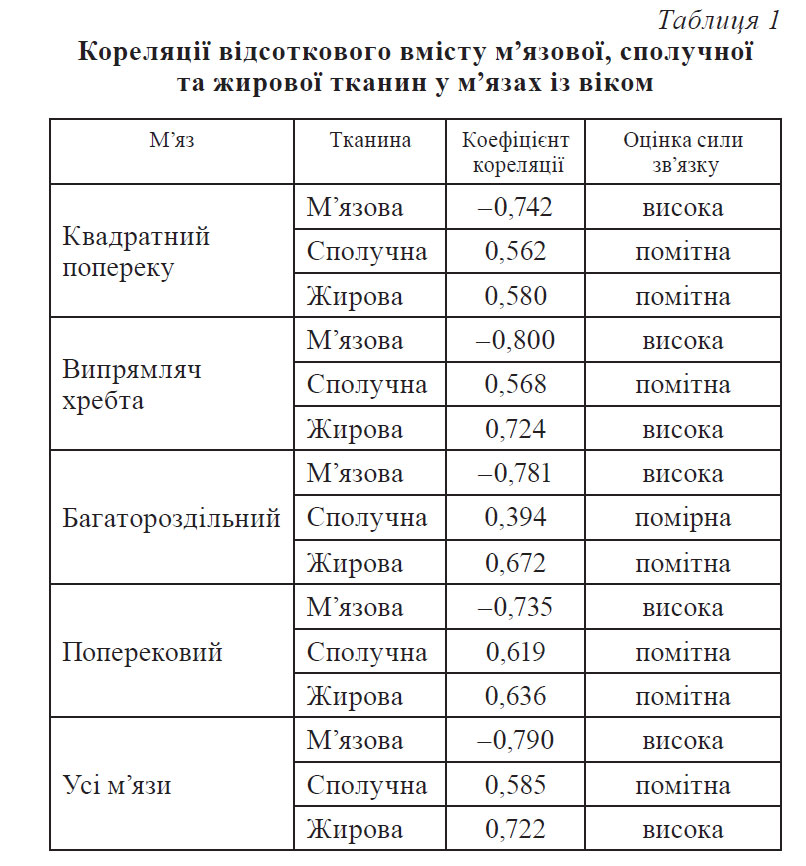 Таблиця 1
Кореляції відсоткового вмісту м’язової, сполучної
та жирової тканин у м’язах із віком
М’яз Тканина Коефіцієнт кореляції Оцінка сили зв’язку
Квадратний попереку М’язова –0,742 висока
Сполучна 0,562 помітна
Жирова 0,580 помітна
Випрямляч хребта М’язова –0,800 висока
Сполучна 0,568 помітна
Жирова 0,724 висока
Багатороздільний М’язова –0,781 висока
Сполучна 0,394 помірна
Жирова 0,672 помітна
Поперековий М’язова –0,735 висока
Сполучна 0,619 помітна
Жирова 0,636 помітна
Усі м’язи М’язова –0,790 висока
Сполучна 0,585 помітна
Жирова 0,722 висока